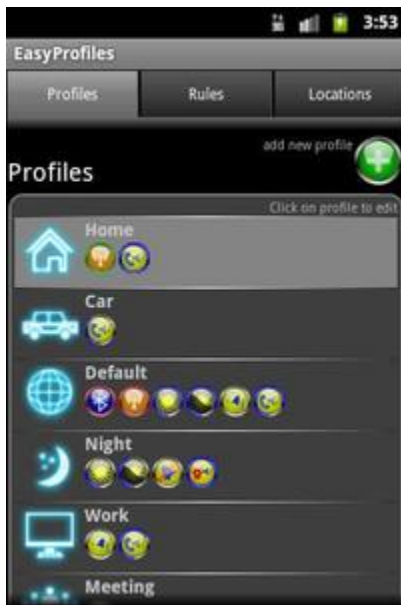 3:53
EasyProfiles
Profiles Rules Locations
add new profile
Profiles
Click on profile to edit
Home
Car
Default
Night
Work
Meeting